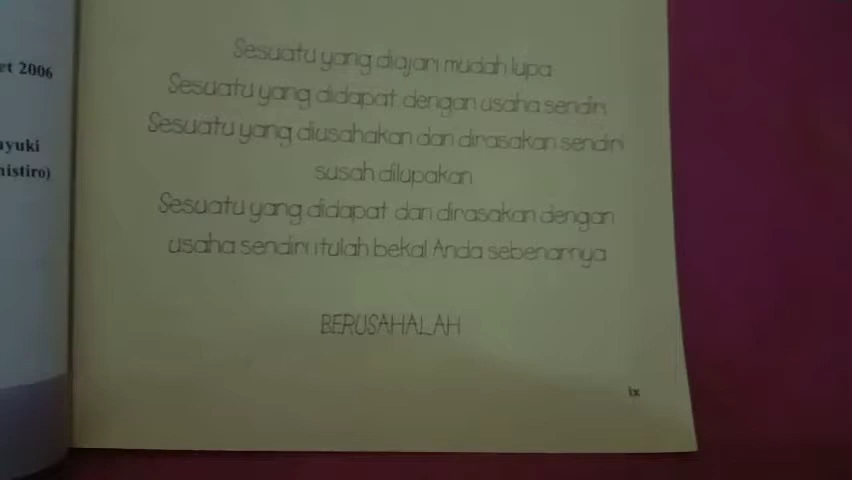 et 2006
yuki
nistiro)
Sesuatu yang diajari mudah lupa
Sesuatu yang didapat dengan usaha sendiri
Sesuatu yang diusahakan dan dirasakan sendiri
susah dilupakan
Sesuatu yang didapat dan dirasakan dengan
usaha sendiri itulah bekal Anda sebenarnya
BERUSAHALAH
ix